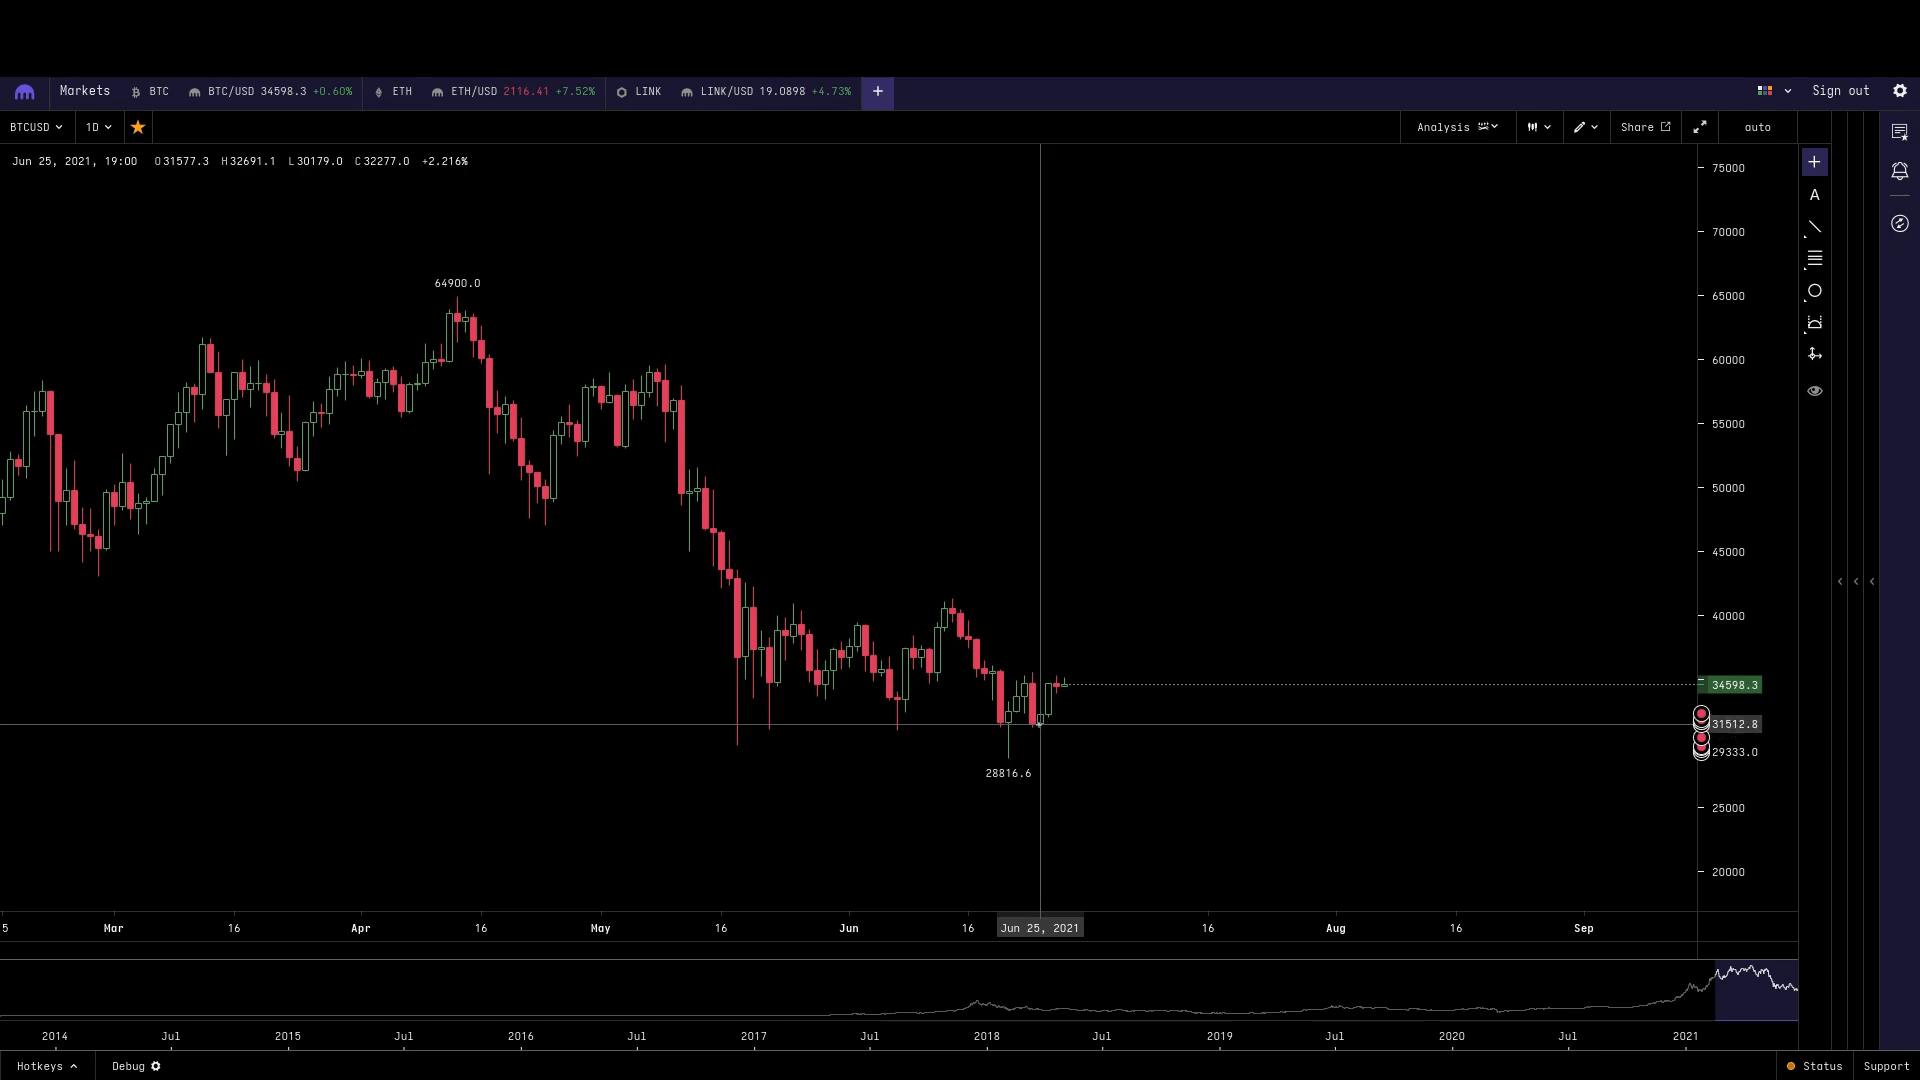 Markets BTC BTC/USD 34598.3 +0.60% ETH ETH/USD 2116.41 +7.52% LINK LINK/USD 19.0898 +4.73% + Sign out
BTCUSD 1D Analysis Share auto
Jun 25, 2021, 19:00 O31577.3 H32691.1 L30179.0 C32277.0 +2.216%
75000
A
70000
64900.0
65000
60000
55000
50000
45000
40000
34598.3
31512.8
29333.0
28816.6
25000
20000
5 Mar 16 Apr 16 May 16 Jun 16 Jun 25, 2021 16 Aug 16 Sep
2014 Jul 2015 Jul 2016 Jul 2017 Jul 2018 Jul 2019 Jul 2020 Jul 2021
Hotkeys Debug Status Support